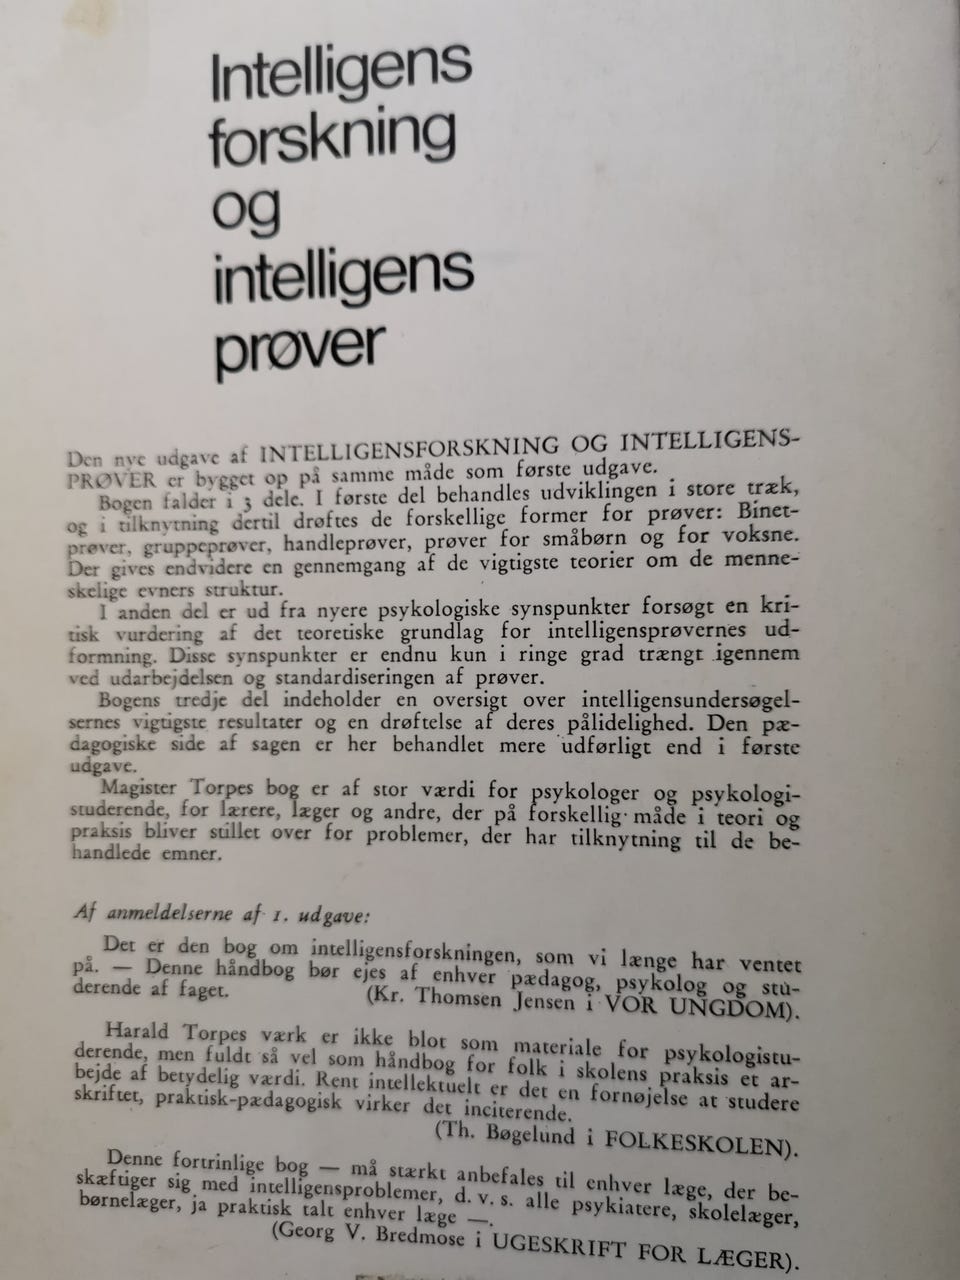 Intelligens
forskning
og
intelligens
prøver
Den nye udgave af INTELLIGENSFORSKNING OG INTELLIGENS-
PRØVER er bygget op på samme måde som første udgave.
Bogen falder i 3 dele. I første del behandles udviklingen i store træk,
og i tilknytning dertil drøftes de forskellige former for prøver: Binet-
prøver, gruppeprøver, handleprøver, prøver for småbørn og for voksne.
Der gives endvidere en gennemgang af de vigtigste teorier om de menne-
skelige evners struktur.
I anden del er ud fra nyere psykologiske synspunkter forsøgt en kri-
tisk vurdering af det teoretiske grundlag for intelligensprøvernes ud-
formning. Disse synspunkter er endnu kun i ringe grad trængt igennem
ved udarbejdelsen og standardiseringen af prøver.
Bogens tredje del indeholder en oversigt over intelligensundersøgel-
sernes vigtigste resultater og en drøftelse af deres pålidelighed. Den pæ-
dagogiske side af sagen er her behandlet mere udførligt end i første
udgave.
Magister Torpes bog er af stor værdi for psykologer og psykologi-
studerende, for lærere, læger og andre, der på forskellig måde i teori og
praksis bliver stillet over for problemer, der har tilknytning til de be-
handlede emner.
Af anmeldelserne af 1. udgave:
Det er den bog om intelligensforskningen, som vi længe har ventet
på. — Denne håndbog bør ejes af enhver pædagog, psykolog og stu-
derende af faget. (Kr. Thomsen Jensen i VOR UNGDOM).
Harald Torpes værk er ikke blot som materiale for psykologistu-
derende, men fuldt så vel som håndbog for folk i skolens praksis et ar-
bejde af betydelig værdi. Rent intellektuelt er det en fornøjelse at studere
skriftet, praktisk-pædagogisk virker det inciterende.
(Th. Bøgelund i FOLKESKOLEN).
Denne fortrinlige bog — må stærkt anbefales til enhver læge, der be-
skæftiger sig med intelligensproblemer, d. v. s. alle psykiatere, skolelæger,
børnelæger, ja praktisk talt enhver læge —.
(Georg V. Bredmose i UGESKRIFT FOR LÆGER).